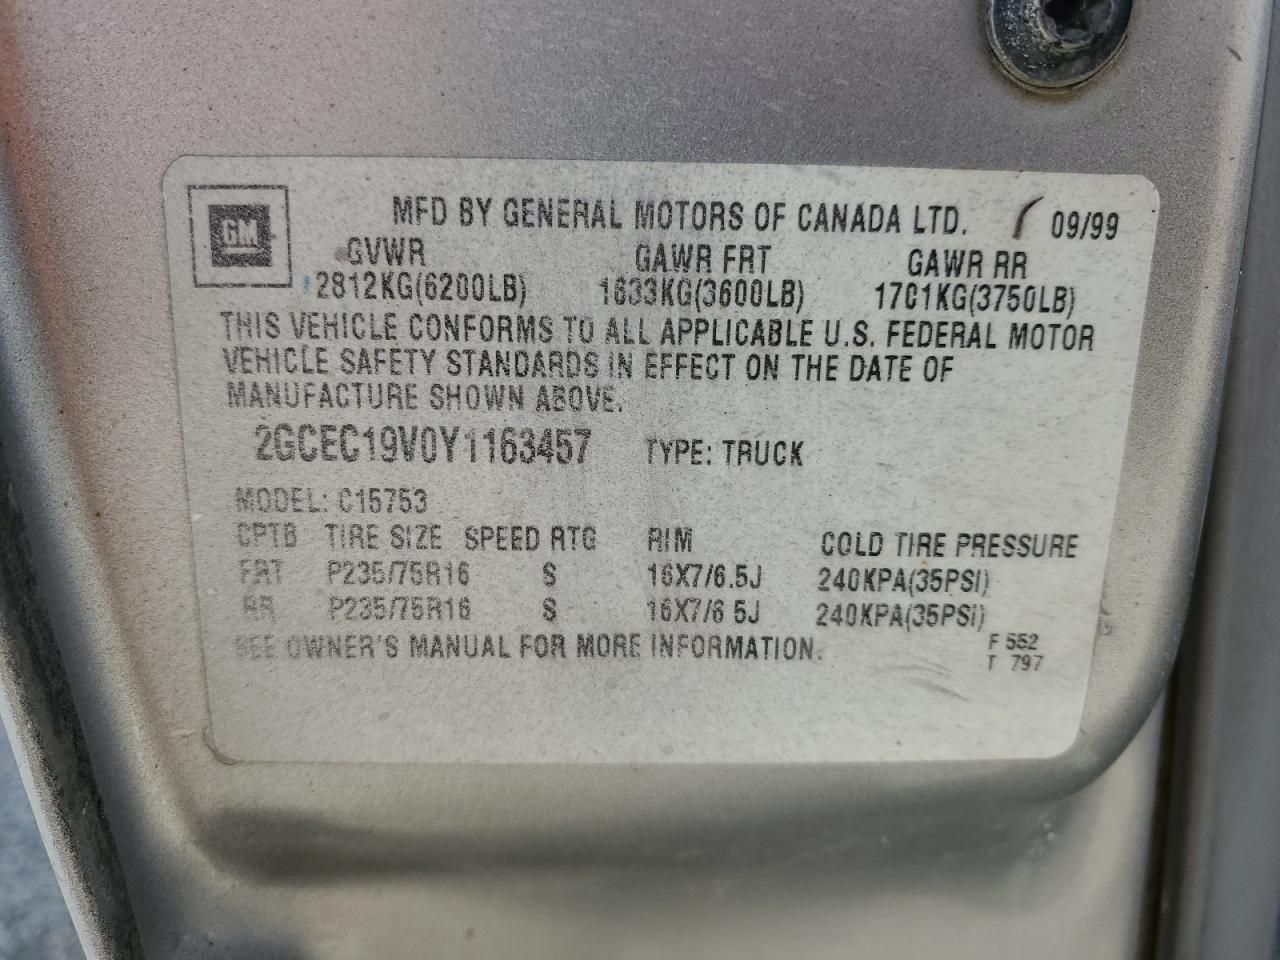 GM
MFD BY GENERAL MOTORS OF CANADA LTD. 09/99
GVWR GAWR FRT GAWR RR
2812KG(6200LB) 1633KG(3600LB) 1701KG(3750LB)
THIS VEHICLE CONFORMS TO ALL APPLICABLE U.S. FEDERAL MOTOR
VEHICLE SAFETY STANDARDS IN EFFECT ON THE DATE OF
MANUFACTURE SHOWN ABOVE.
2GCEC19V0Y1163457 TYPE: TRUCK
MODEL: C15753
CPTB TIRE SIZE SPEED RTG RIM COLD TIRE PRESSURE
FRT P235/75R16 S 16X7/6.5J 240KPA(35PSI)
RR P235/75R16 S 16X7/6.5J 240KPA(35PSI)
SEE OWNER'S MANUAL FOR MORE INFORMATION.
F 552
T 797